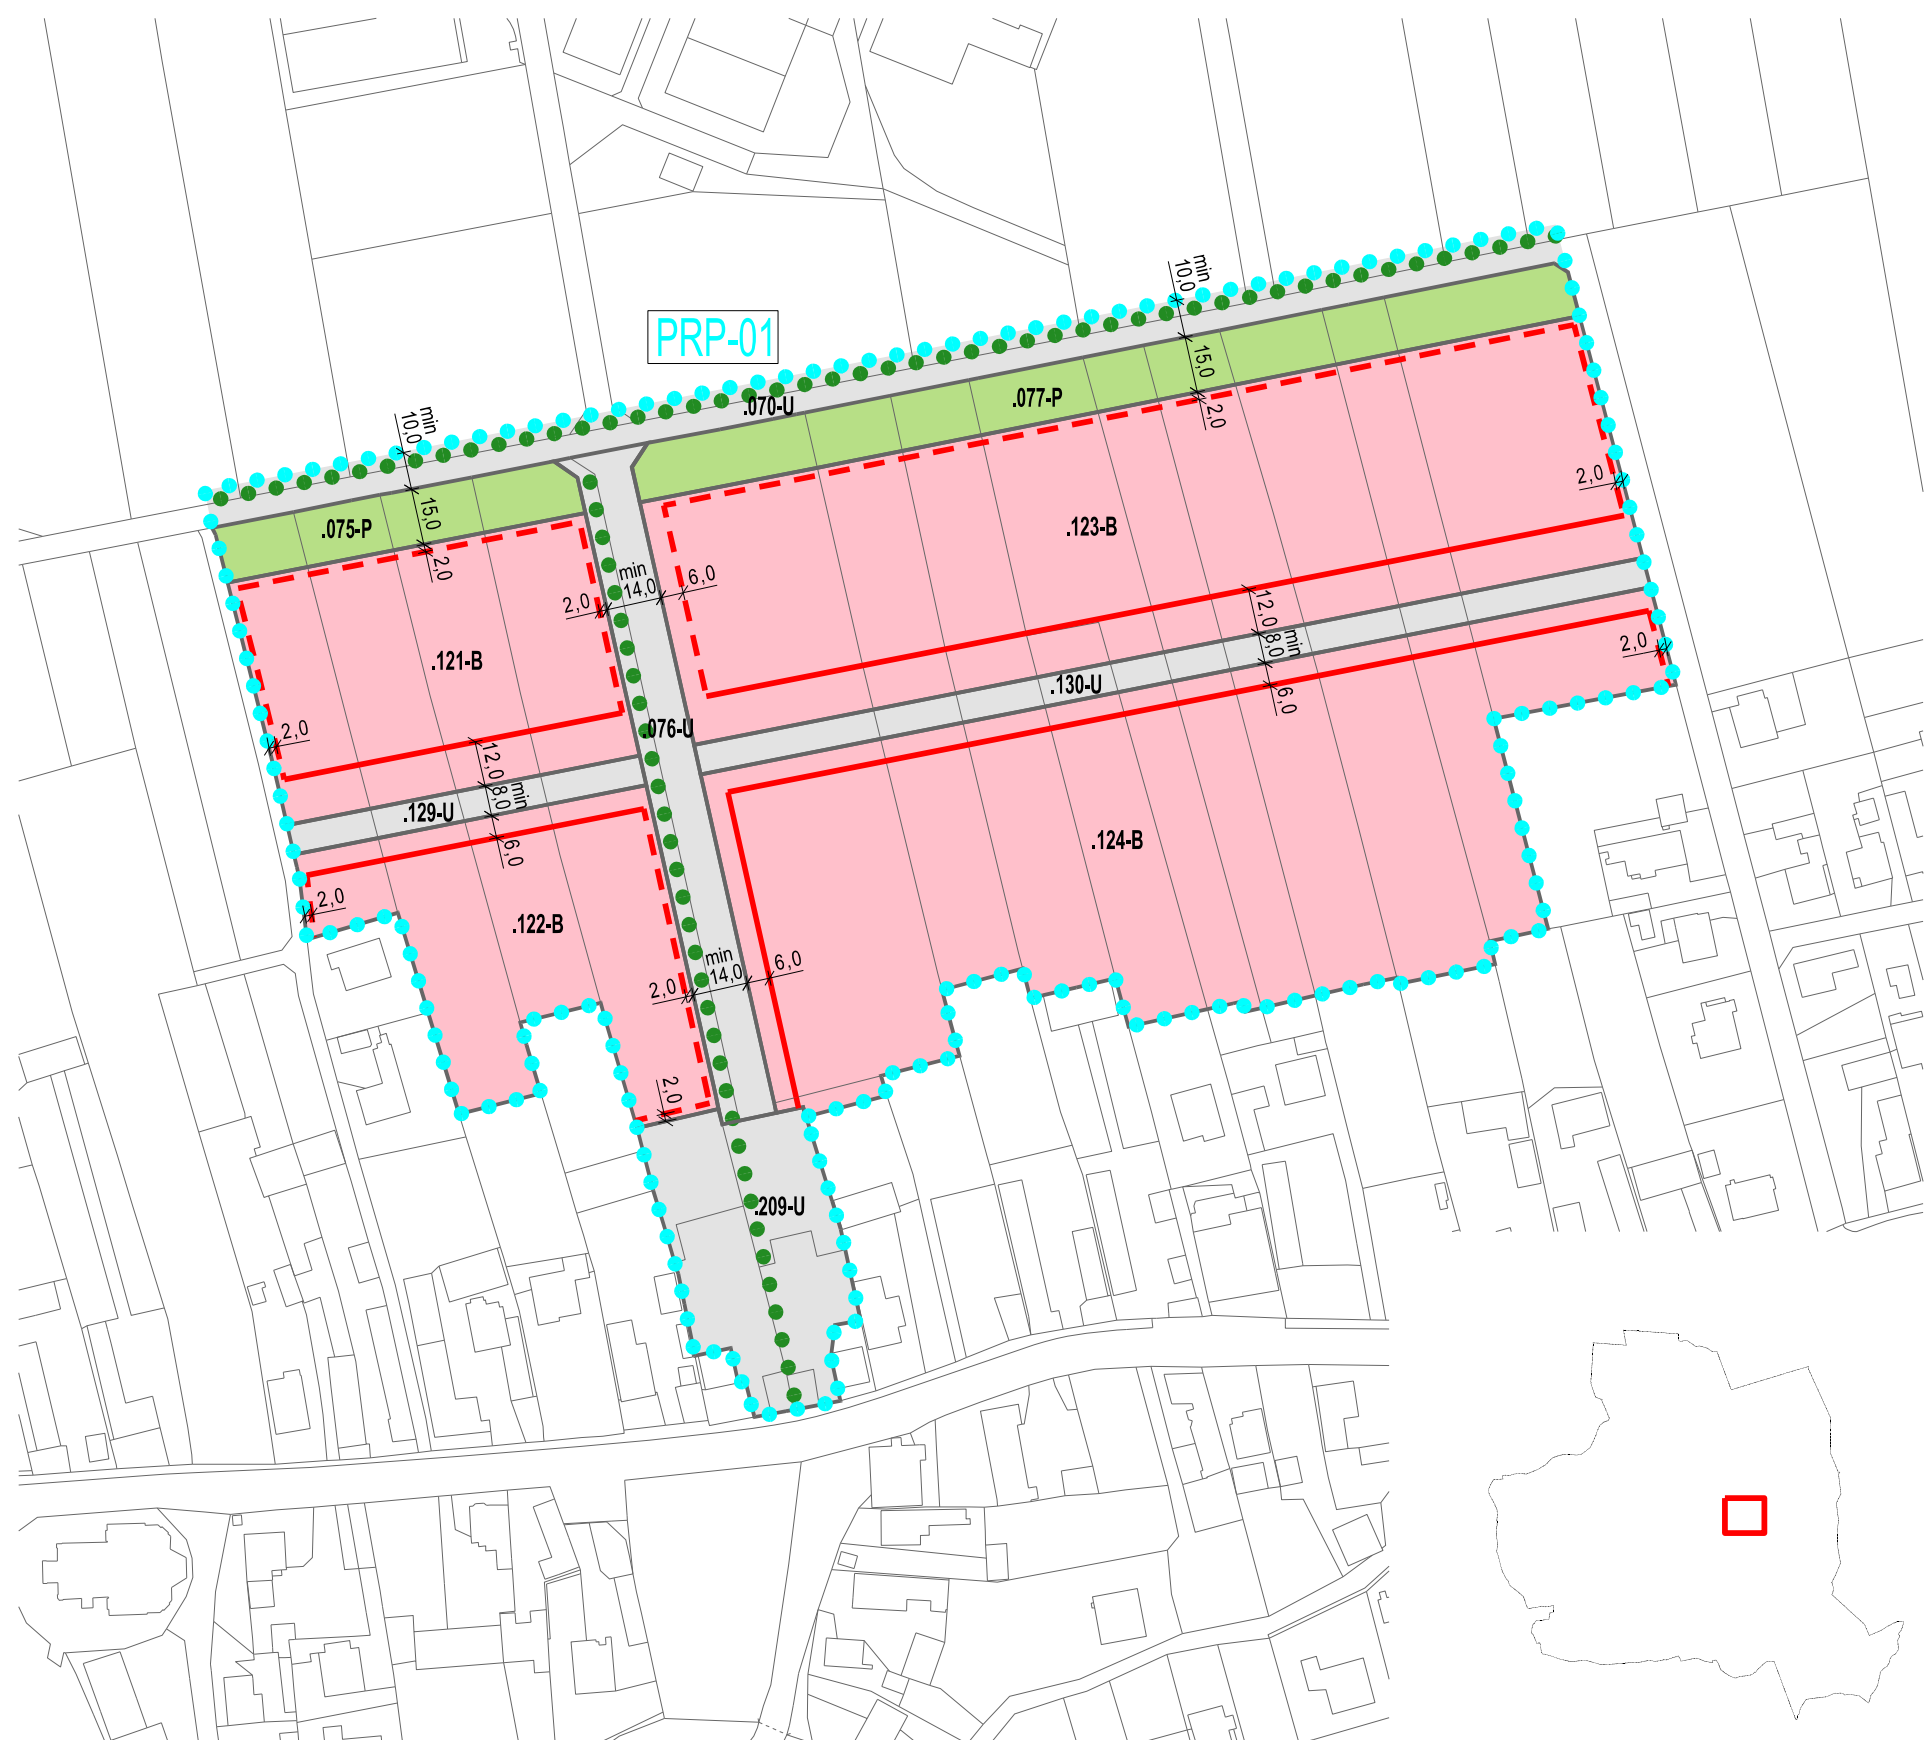 min
10,0
PRP-01
15,0
.077-P
.070-U
2,0
min
10,0
2,0
15,0
.075-P
.123-B
2,0
min
14,0
6,0
2,0
12,0
min
8,0
2,0
.121-B
.130-U
6,0
.076-U
2,0
12,0
min
8,0
.129-U
6,0
.124-B
2,0
.122-B
min
14,0
6,0
2,0
2,0
.209-U